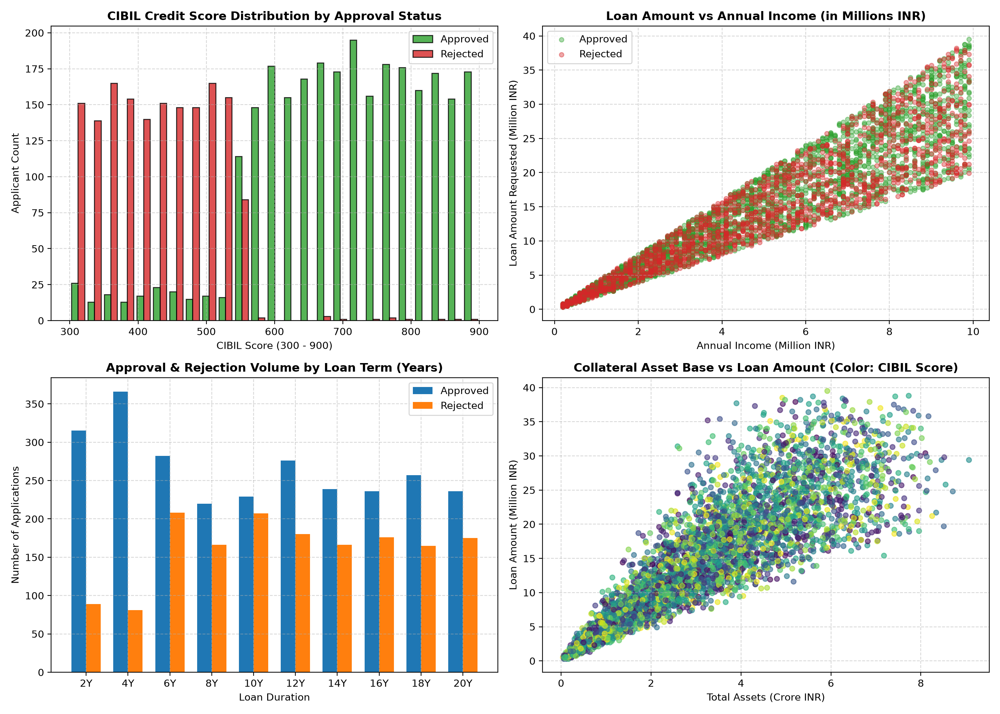 CIBIL Credit Score Distribution by Approval Status
Approved
Rejected
200
175
150
125
100
75
50
25
0
Applicant Count
300 400 500 600 700 800 900
CIBIL Score (300 - 900)
Loan Amount vs Annual Income (in Millions INR)
Approved
Rejected
40
35
30
25
20
15
10
5
0
Loan Amount Requested (Million INR)
0 2 4 6 8 10
Annual Income (Million INR)
Approval & Rejection Volume by Loan Term (Years)
Approved
Rejected
350
300
250
200
150
100
50
0
Number of Applications
2Y 4Y 6Y 8Y 10Y 12Y 14Y 16Y 18Y 20Y
Loan Duration
Collateral Asset Base vs Loan Amount (Color: CIBIL Score)
40
35
30
25
20
15
10
5
0
Loan Amount (Million INR)
0 2 4 6 8
Total Assets (Crore INR)